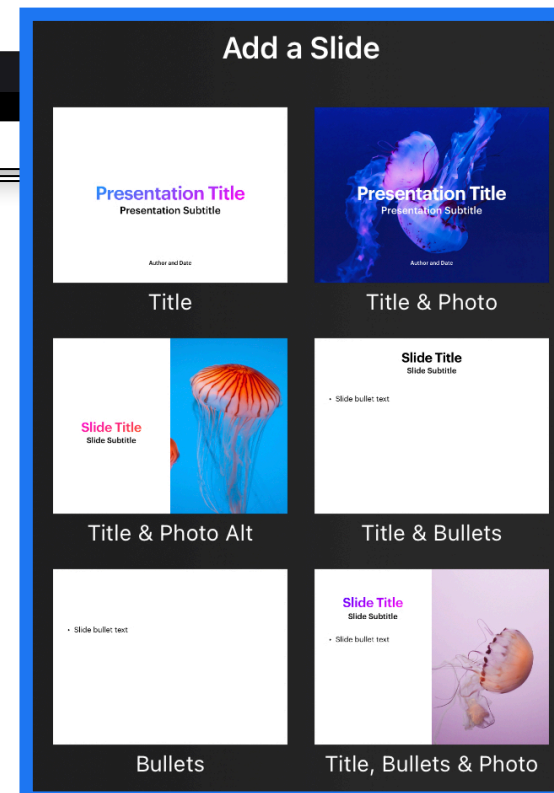 Add a Slide
Presentation Title
Presentation Subtitle
Author and Date
Title
Presentation Title
Presentation Subtitle
Author and Date
Title & Photo
Slide Title
Slide Subtitle
Title & Photo Alt
Slide Title
Slide Subtitle
• Slide bullet text
Title & Bullets
• Slide bullet text
Bullets
Slide Title
Slide Subtitle
• Slide bullet text
Title, Bullets & Photo